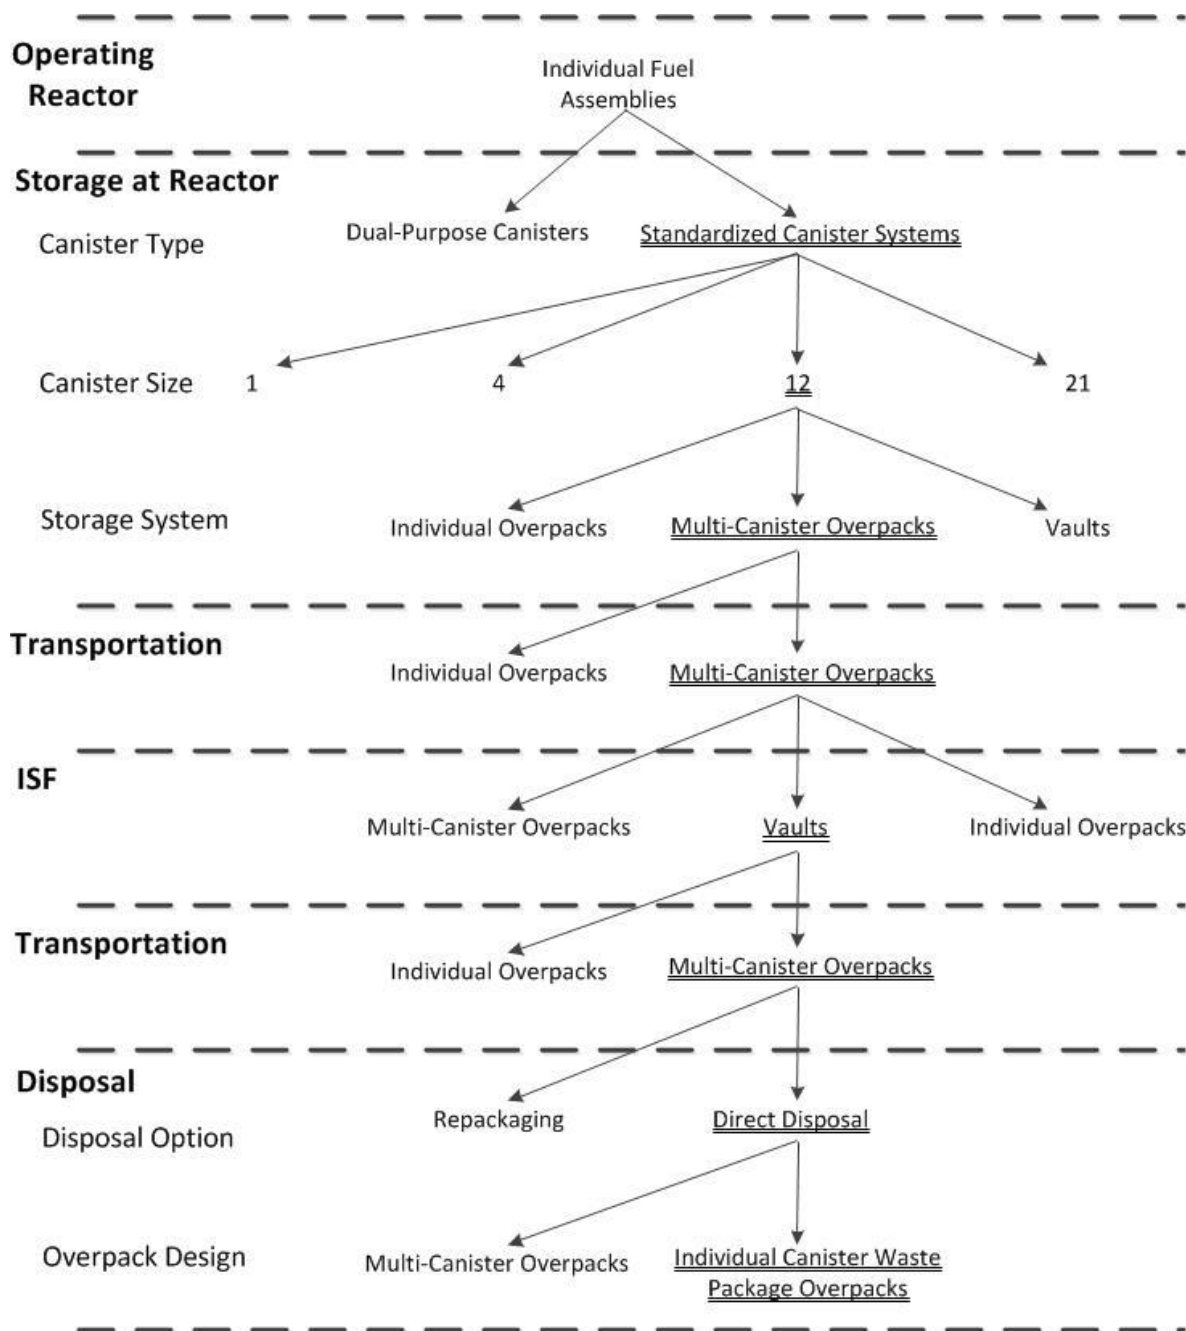 Operating
Reactor
Individual Fuel
Assemblies
Storage at Reactor
Canister Type
Dual-Purpose Canisters
Standardized Canister Systems
Canister Size
1
4
12
21
Storage System
Individual Overpacks
Multi-Canister Overpacks
Vaults
Transportation
Individual Overpacks
Multi-Canister Overpacks
ISF
Multi-Canister Overpacks
Vaults
Individual Overpacks
Transportation
Individual Overpacks
Multi-Canister Overpacks
Disposal
Disposal Option
Repackaging
Direct Disposal
Overpack Design
Multi-Canister Overpacks
Individual Canister Waste
Package Overpacks